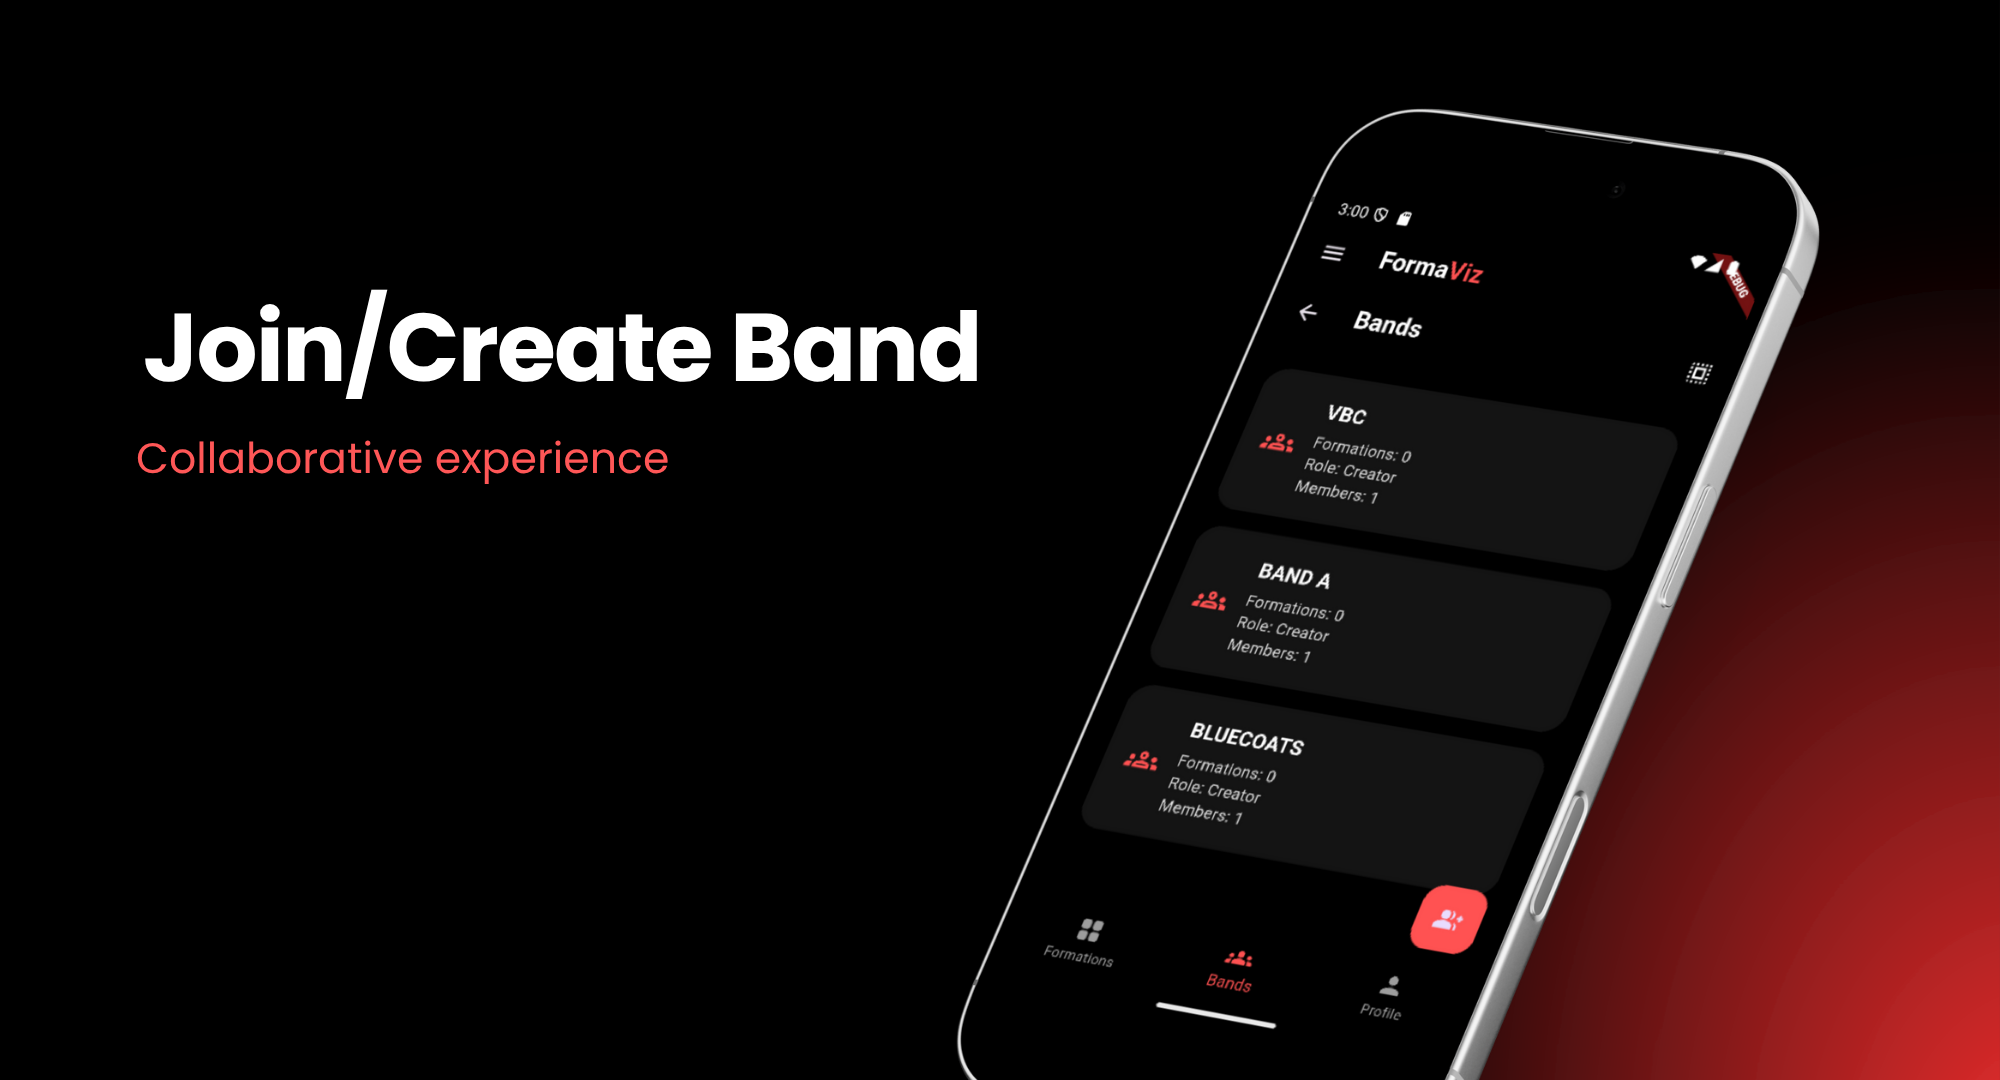 Join/Create Band
Collaborative experience
3:00
FormaViz
Bands
VBC
Formations: 0
Role: Creator
Members: 1
BAND A
Formations: 0
Role: Creator
Members: 1
BLUECOATS
Formations: 0
Role: Creator
Members: 1
Formations
Bands
Profile